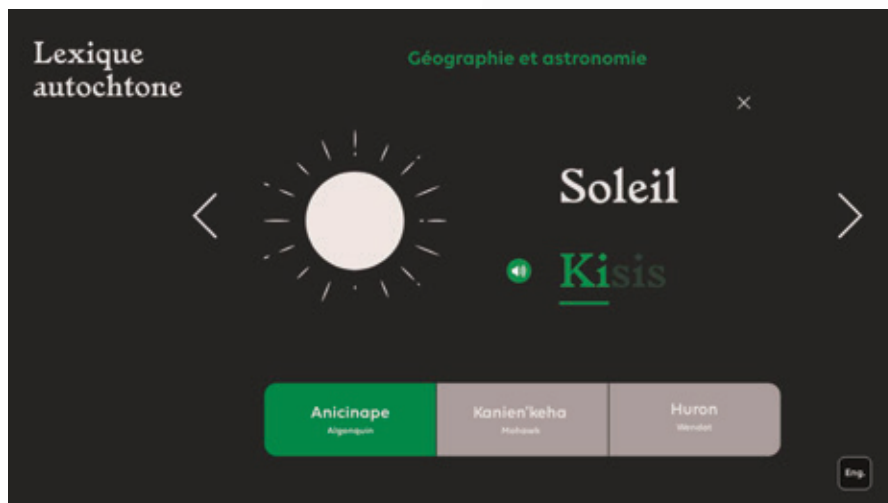 Lexique
autochtone
Géographie et astronomie
Soleil
Kisis
Anicinape
Algonquin
Kanien'keha
Mohawk
Huron
Wendat
Eng.